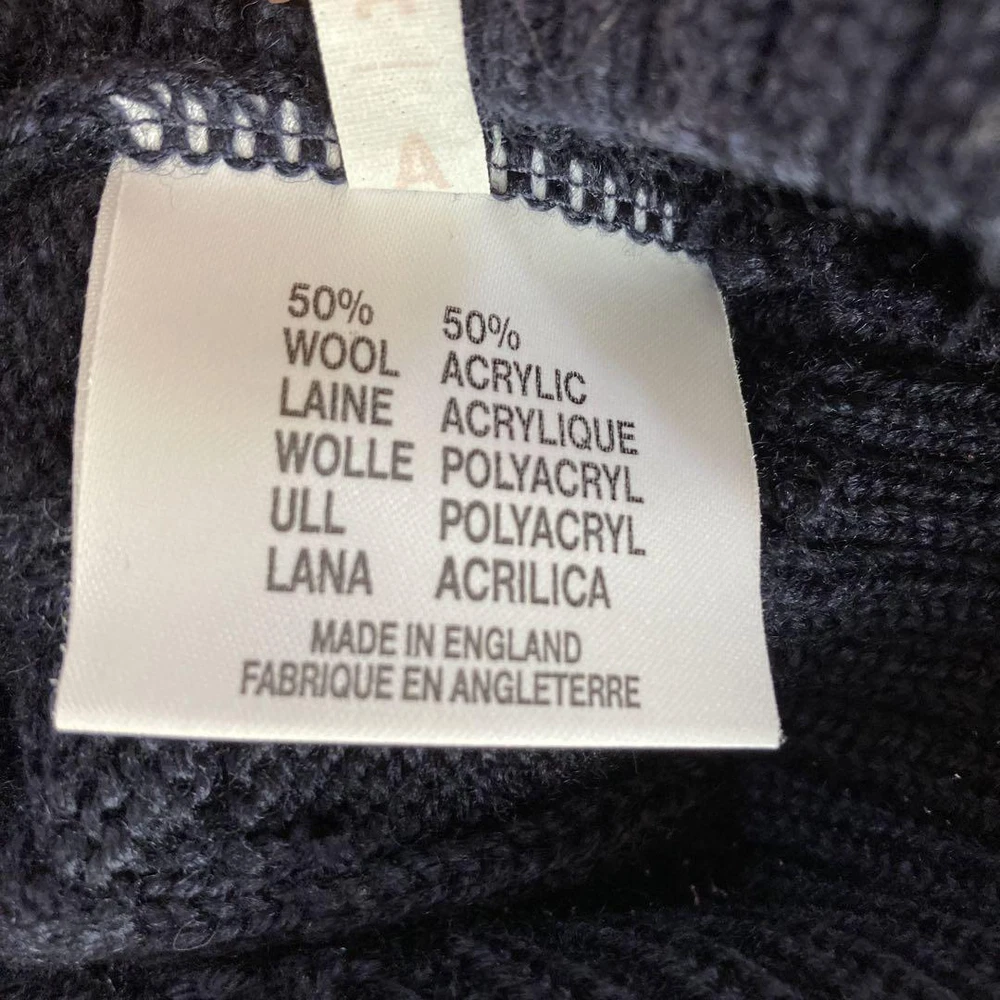 A
50% 50%
WOOL ACRYLIC
LAINE ACRYLIQUE
WOLLE POLYACRYL
ULL POLYACRYL
LANA ACRILICA
MADE IN ENGLAND
FABRIQUE EN ANGLETERRE